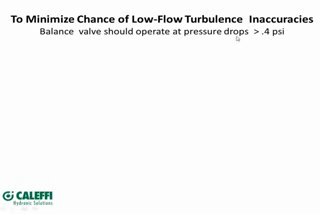 To Minimize Chance of Low-Flow Turbulence Inaccuracies
Balance valve should operate at pressure drops > .4 psi
CALEFFI
Hydronic Solutions